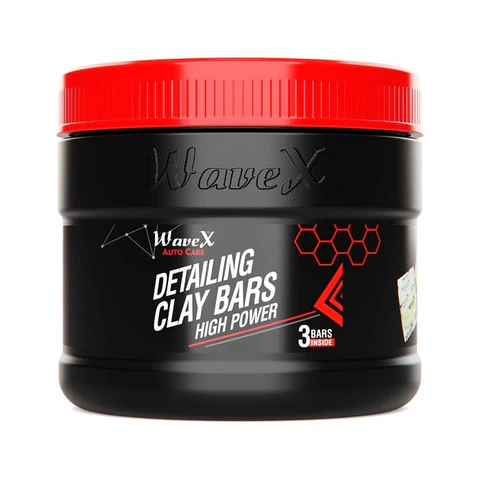 WaveX
WaveX
AUTO CARE
DETAILING
CLAY BARS
HIGH POWER
3 BARS
INSIDE